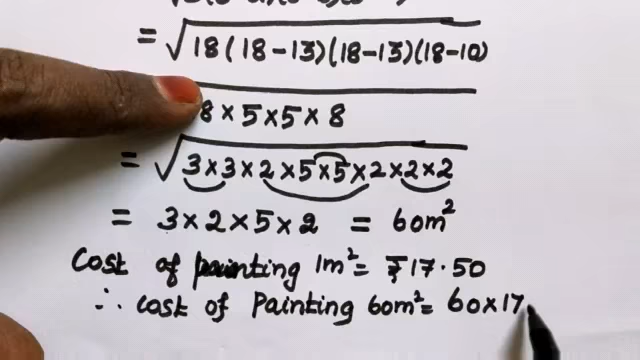 = √18(18-13)(18-13)(18-10)
8×5×5×8
= √3×3×2×5×5×2×2×2
= 3×2×5×2 = 60m²
Cost of painting 1m² = ₹17.50
∴ cost of Painting 60m² = 60×17